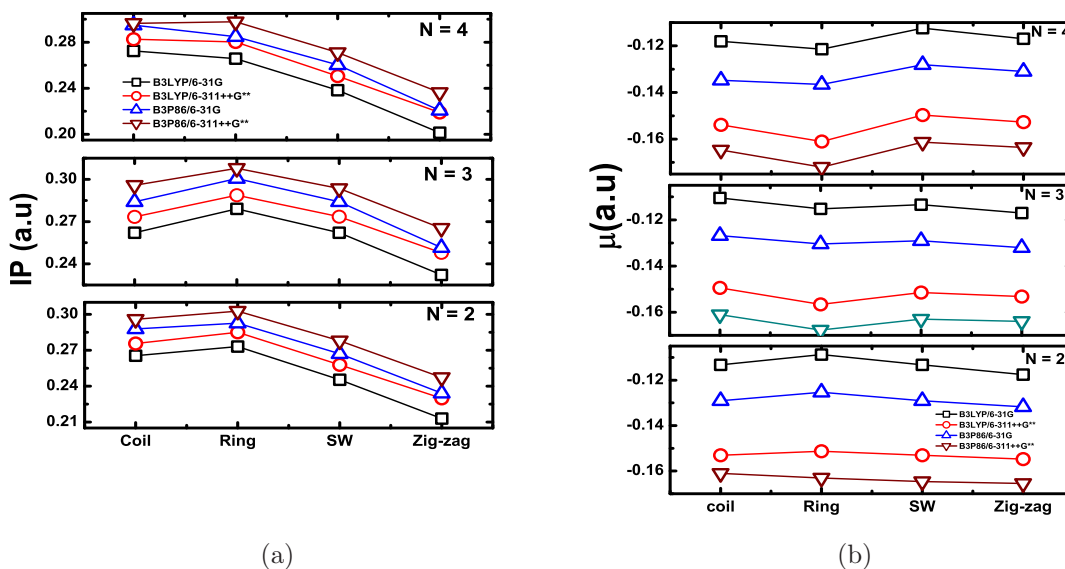 IP (a.u)
N = 4
0.28
0.24
0.20
B3LYP/6-31G
B3LYP/6-311++G**
B3P86/6-31G
B3P86/6-311++G**
N = 3
0.30
0.27
0.24
N = 2
0.30
0.27
0.24
0.21
Coil Ring SW Zig-zag
(a)
μ(a.u)
N = 4
-0.12
-0.14
-0.16
N = 3
-0.12
-0.14
-0.16
N = 2
-0.12
-0.14
-0.16
B3LYP/6-31G
B3LYP/6-311++G**
B3P86/6-31G
B3P86/6-311++G**
coil Ring SW Zig-zag
(b)